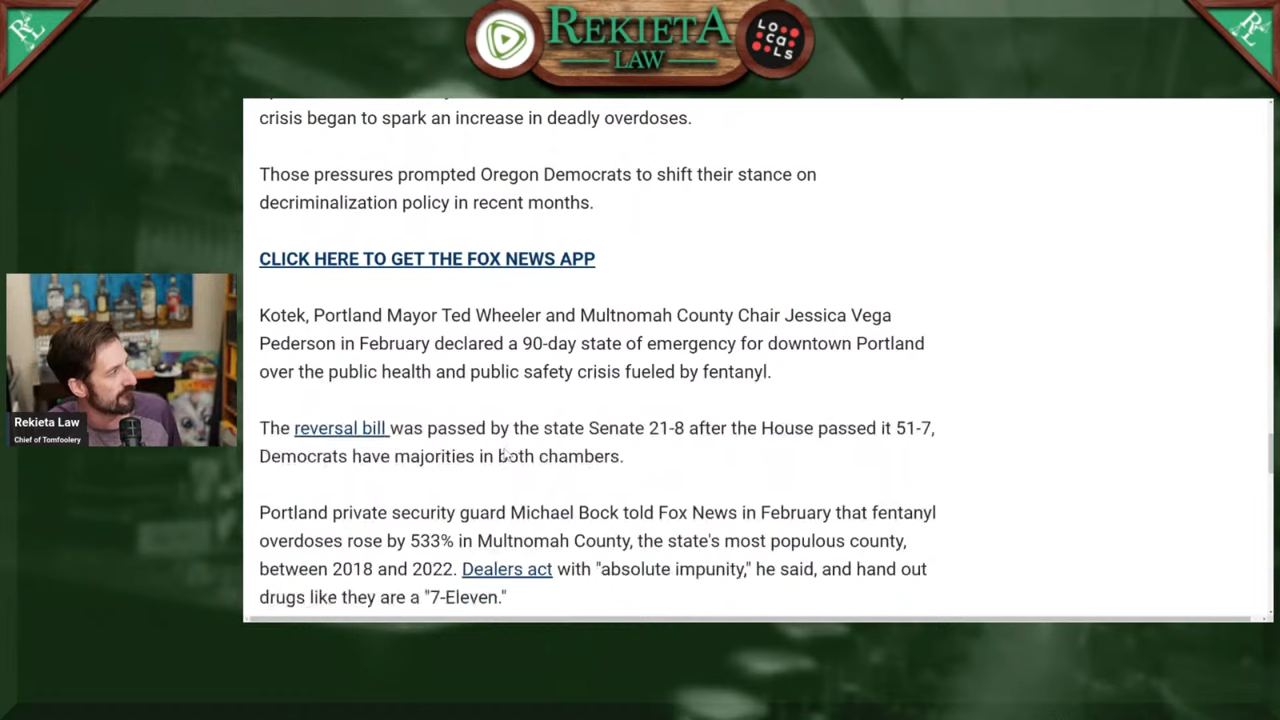 REKIETA
LAW
LOcaLs
RL
RL
crisis began to spark an increase in deadly overdoses.
Those pressures prompted Oregon Democrats to shift their stance on
decriminalization policy in recent months.
CLICK HERE TO GET THE FOX NEWS APP
Kotek, Portland Mayor Ted Wheeler and Multnomah County Chair Jessica Vega
Pederson in February declared a 90-day state of emergency for downtown Portland
over the public health and public safety crisis fueled by fentanyl.
The reversal bill was passed by the state Senate 21-8 after the House passed it 51-7,
Democrats have majorities in both chambers.
Portland private security guard Michael Bock told Fox News in February that fentanyl
overdoses rose by 533% in Multnomah County, the state's most populous county,
between 2018 and 2022. Dealers act with "absolute impunity," he said, and hand out
drugs like they are a "7-Eleven."
Rekieta Law
Chief of Tomfoolery